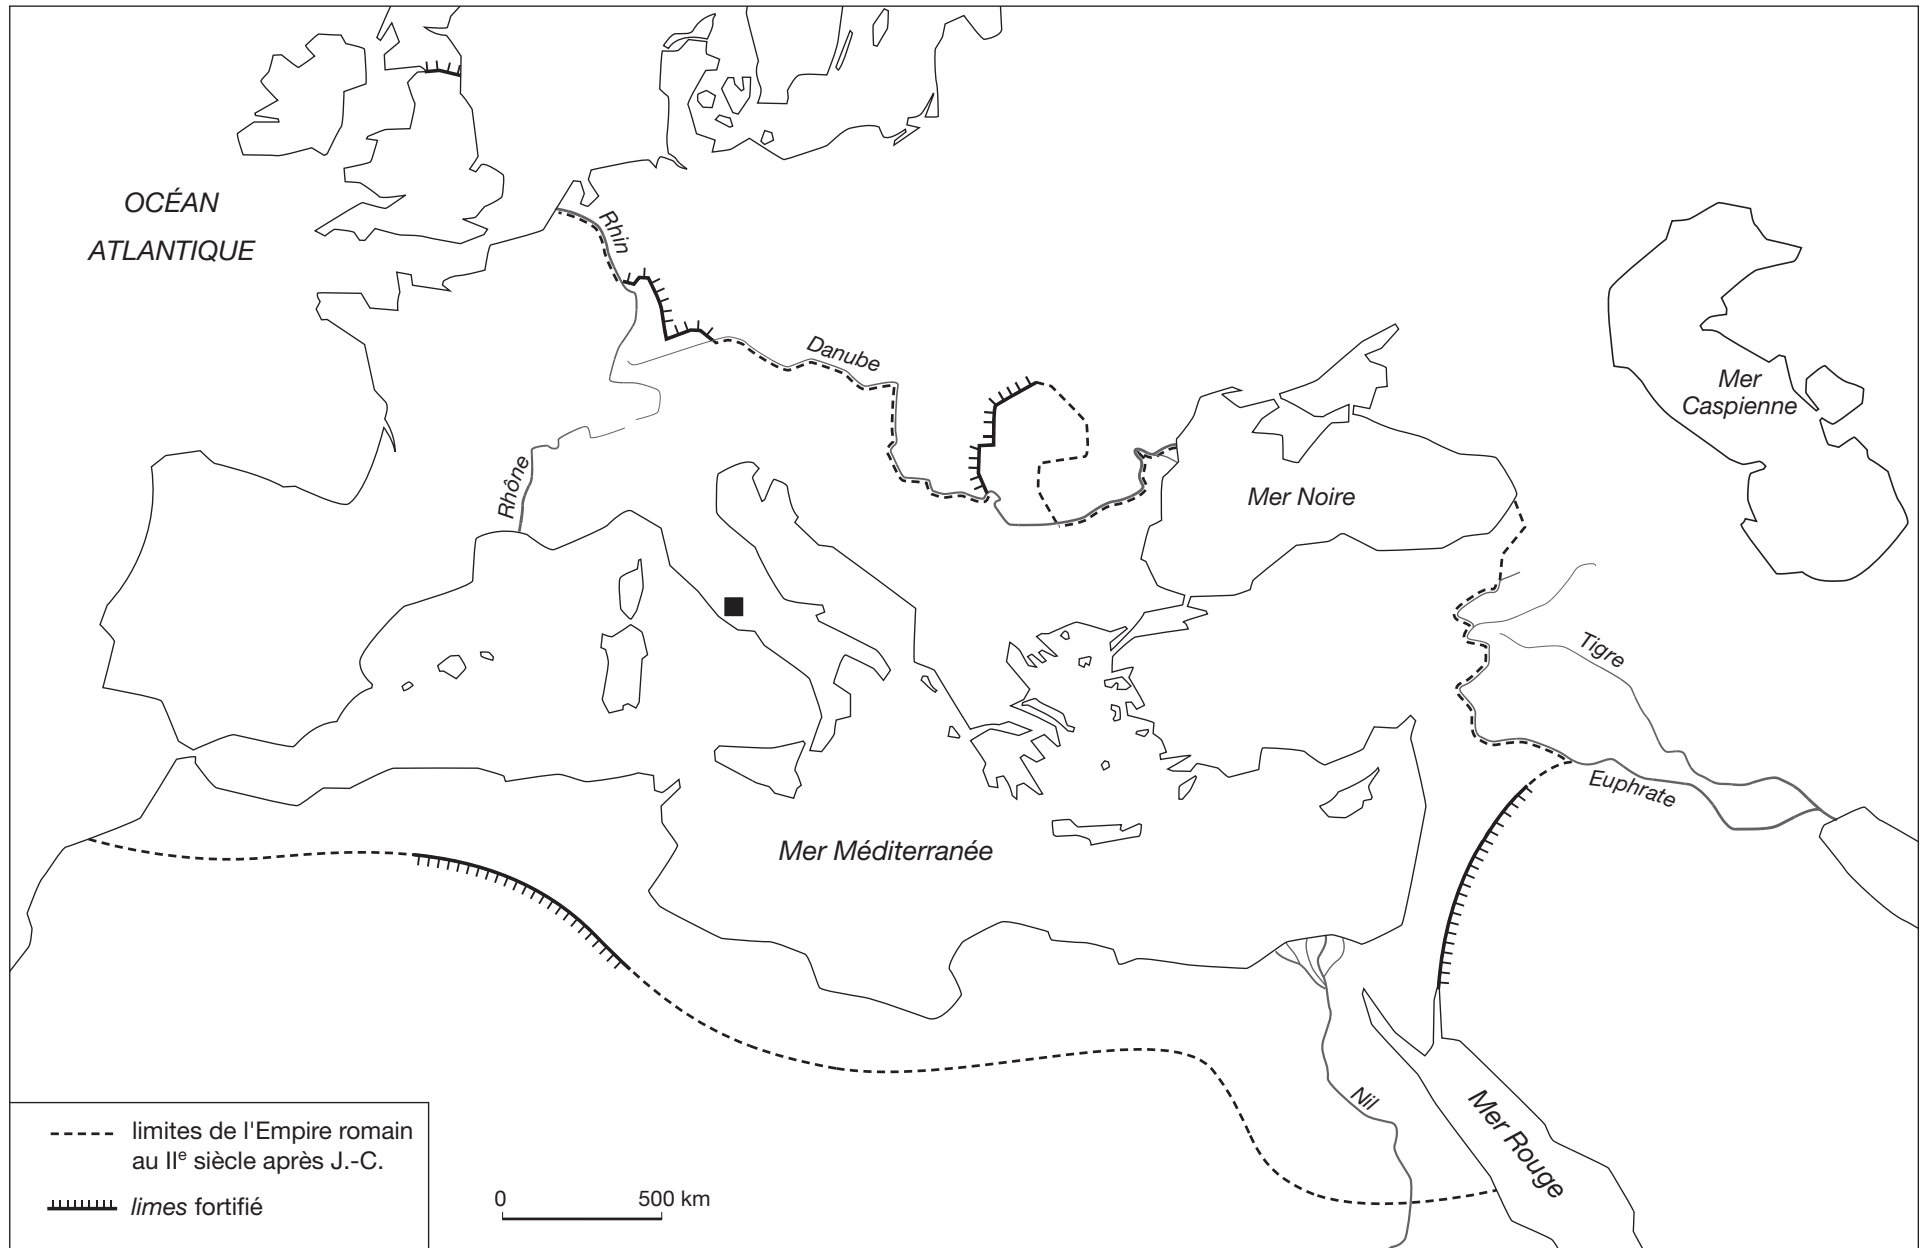 OCÉAN
ATLANTIQUE
Rhin
Danube
Rhône
Mer Noire
Mer
Caspienne
Tigre
Euphrate
Mer Méditerranée
Nil
Mer Rouge
limites de l'Empire romain
au IIe siècle après J.-C.
limes fortifié
0 500 km